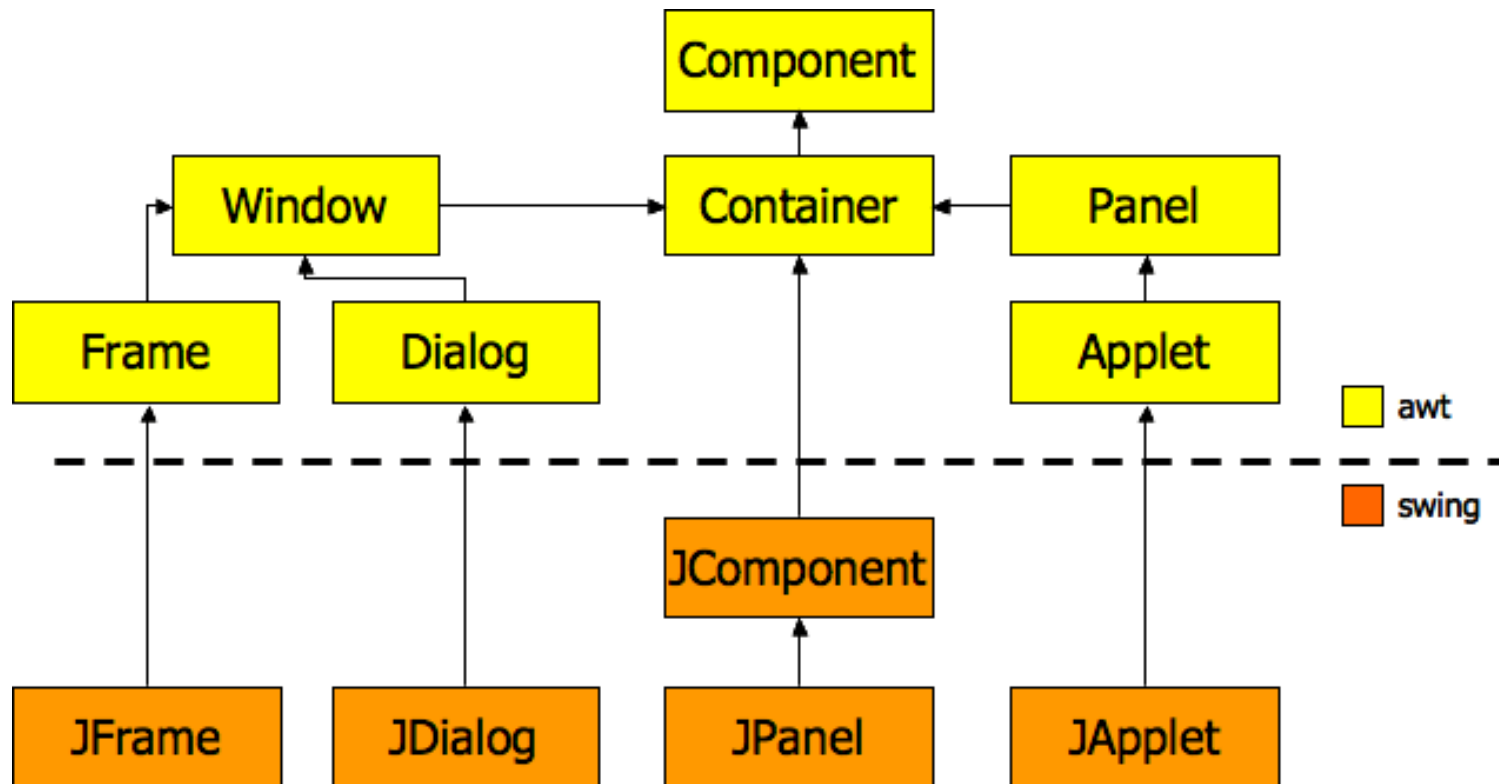 Component
Window
Container
Panel
Frame
Dialog
Applet
awt
swing
JComponent
JFrame
JDialog
JPanel
JApplet